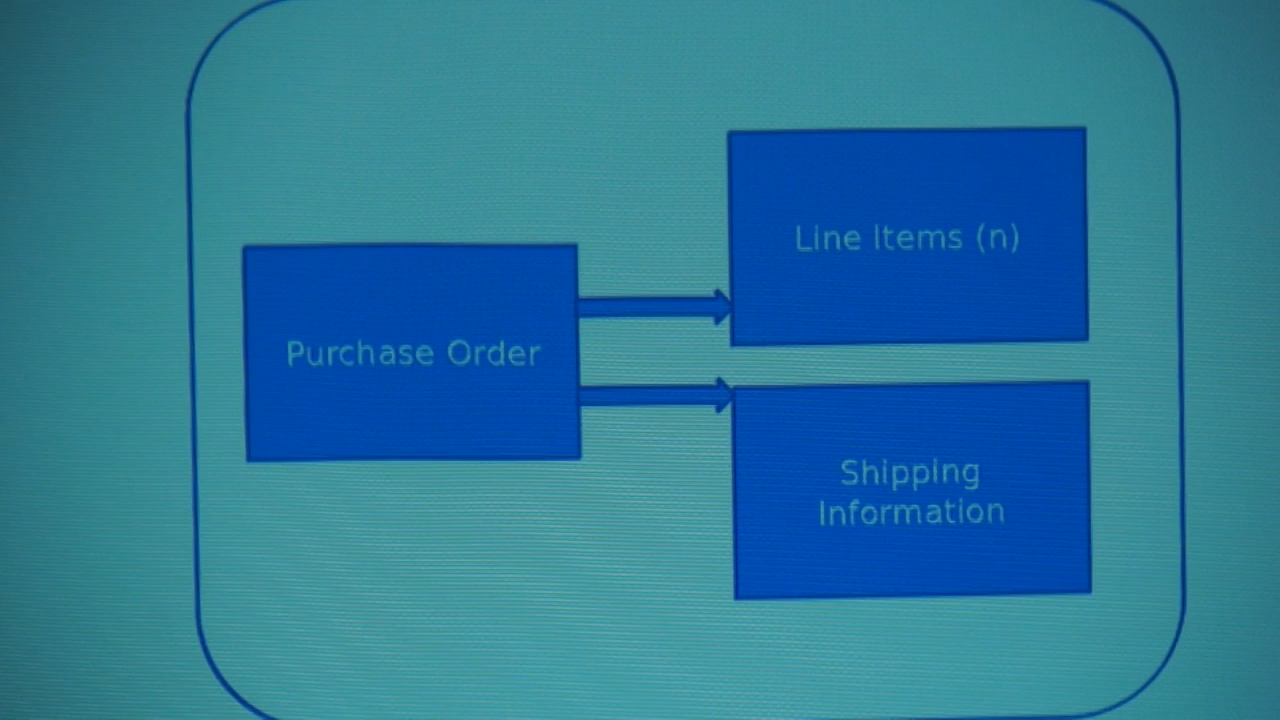 Purchase Order
Line Items (n)
Shipping
Information